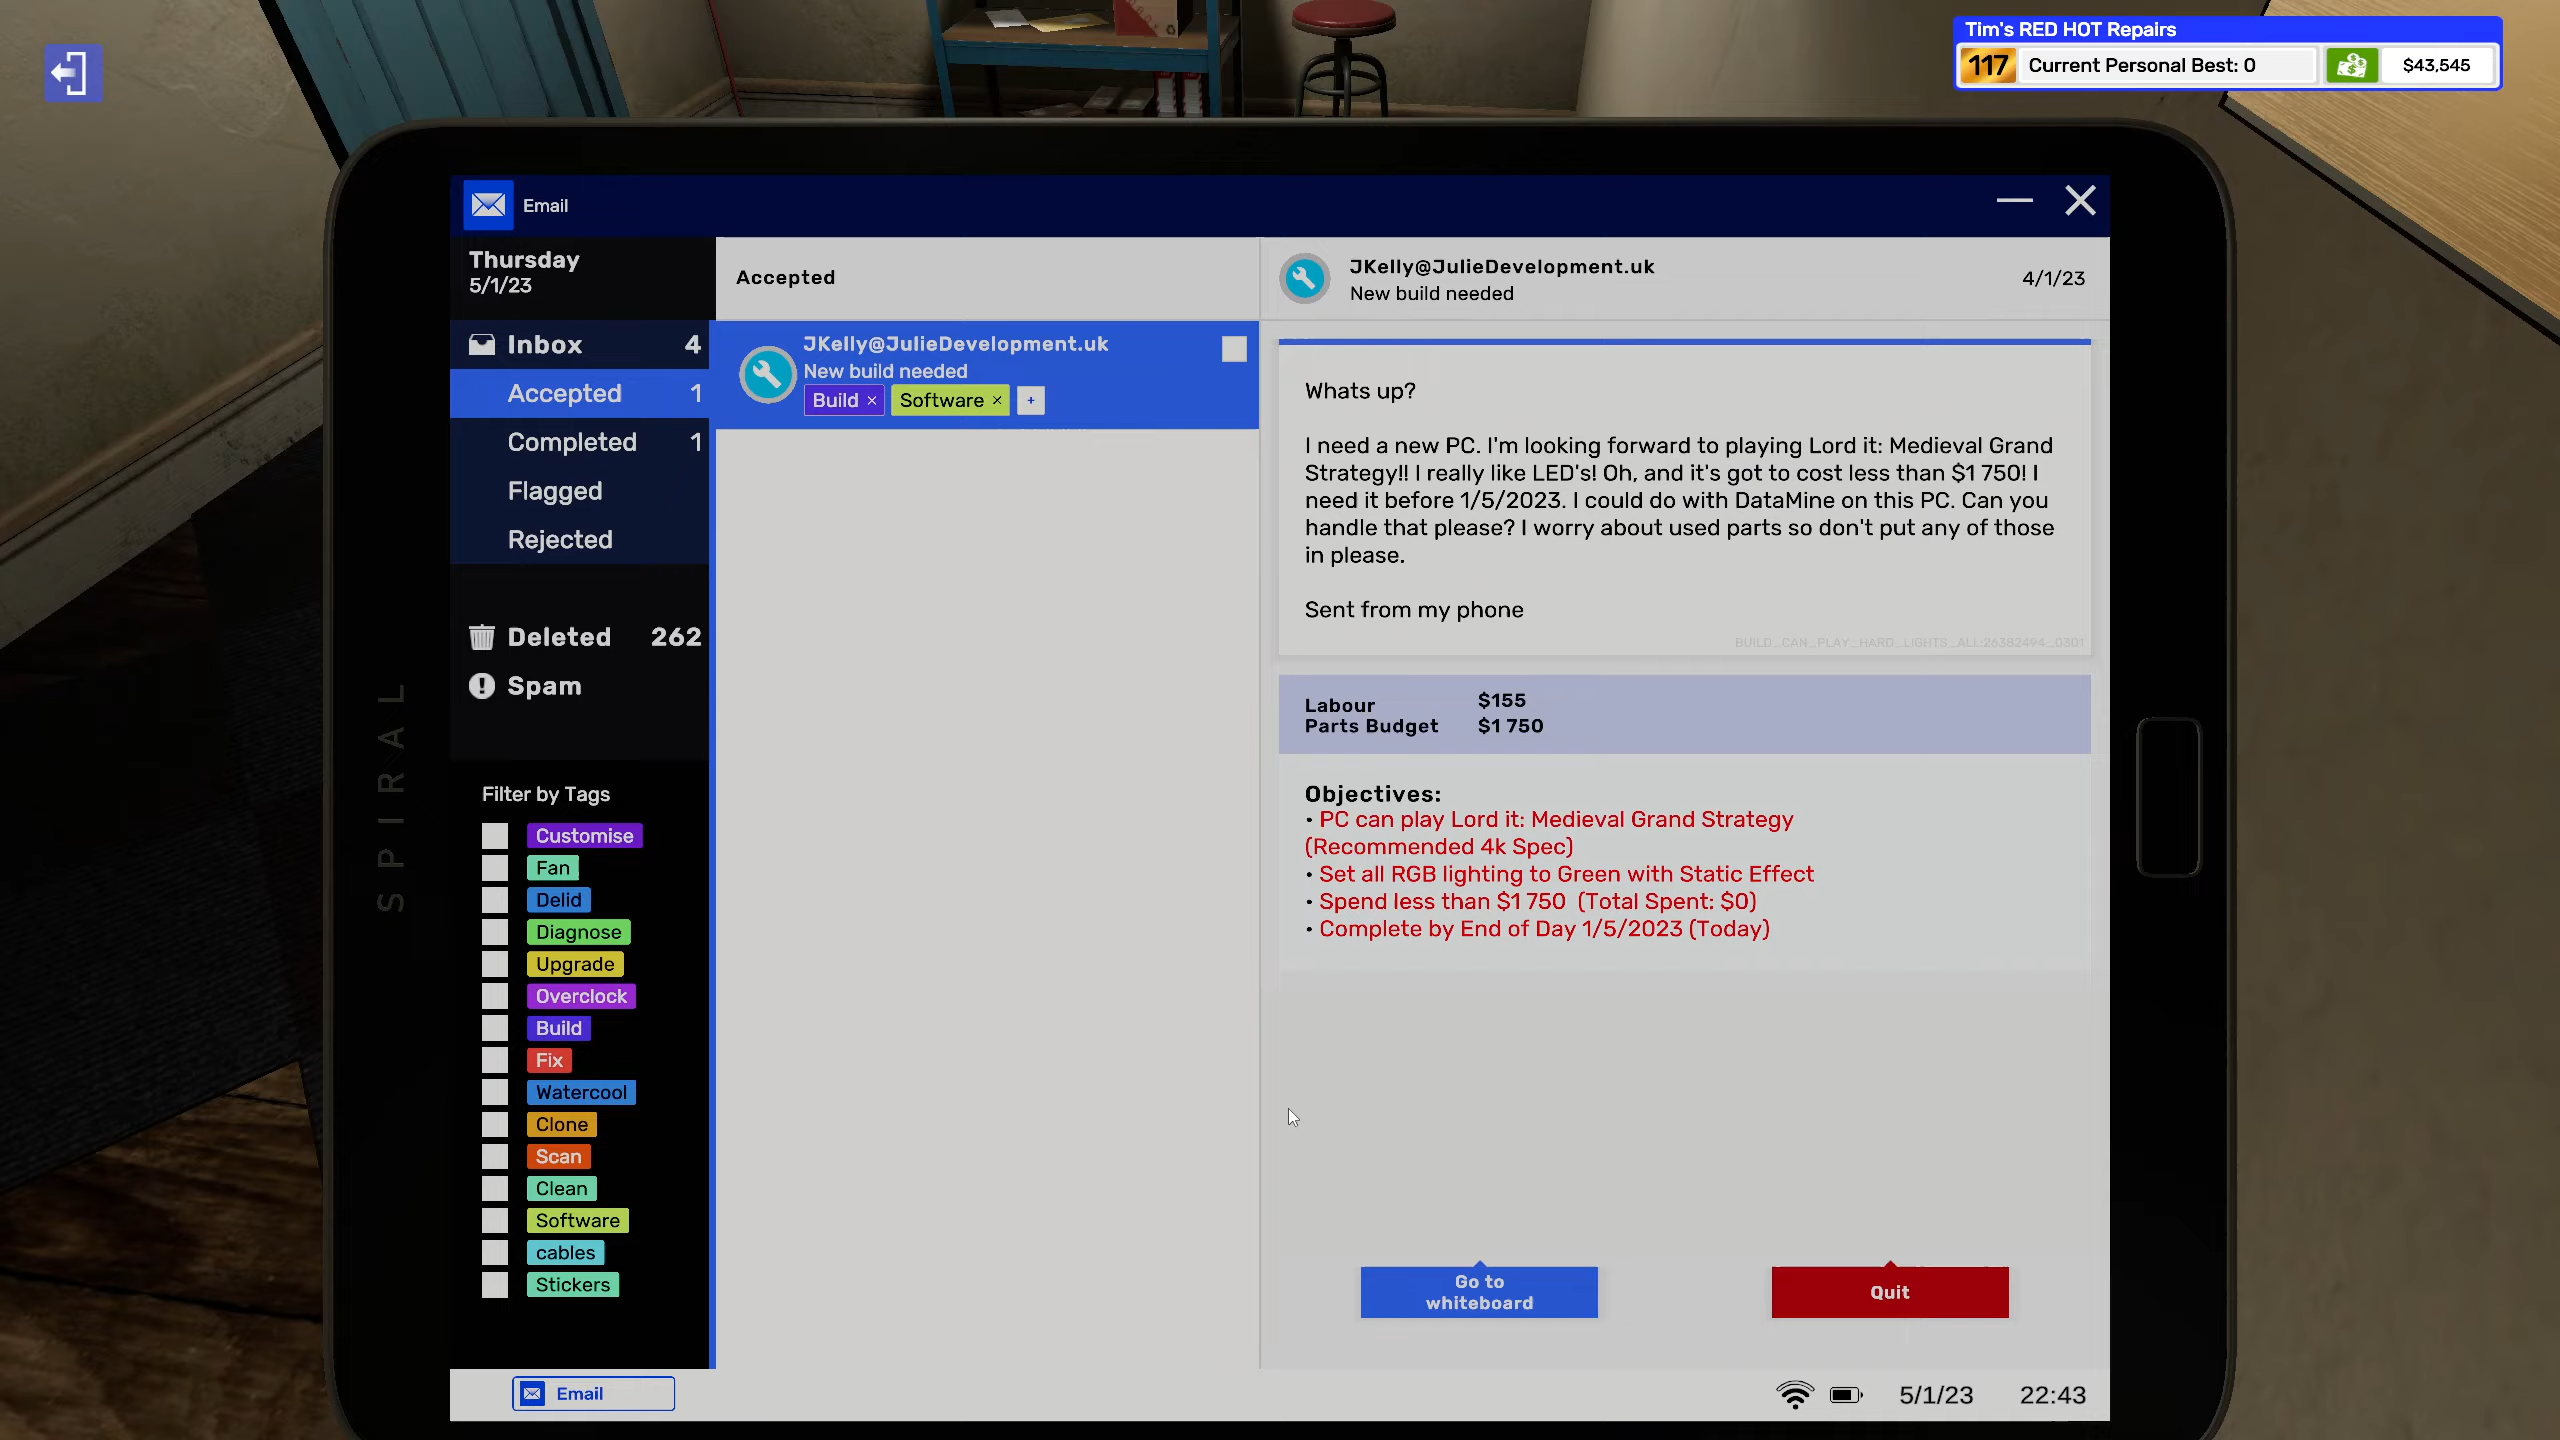 Tim's RED HOT Repairs
117 Current Personal Best: 0 $43,545
Email
Thursday
5/1/23
Inbox 4
Accepted 1
Completed 1
Flagged
Rejected
Deleted 262
Spam
Filter by Tags
Customise
Fan
Delid
Diagnose
Upgrade
Overclock
Build
Fix
Watercool
Clone
Scan
Clean
Software
cables
Stickers
Accepted
JKelly@JulieDevelopment.uk
New build needed
Build × Software × +
JKelly@JulieDevelopment.uk
New build needed
4/1/23
Whats up?
I need a new PC. I'm looking forward to playing Lord it: Medieval Grand
Strategy!! I really like LED's! Oh, and it's got to cost less than $1 750! I
need it before 1/5/2023. I could do with DataMine on this PC. Can you
handle that please? I worry about used parts so don't put any of those
in please.
Sent from my phone
BUILD_CAN_PLAY_HARD_LIGHTS_ALL:26382494_0301
Labour $155
Parts Budget $1 750
Objectives:
• PC can play Lord it: Medieval Grand Strategy
(Recommended 4k Spec)
• Set all RGB lighting to Green with Static Effect
• Spend less than $1 750 (Total Spent: $0)
• Complete by End of Day 1/5/2023 (Today)
Go to
whiteboard
Quit
Email
5/1/23 22:43
SPIRAL